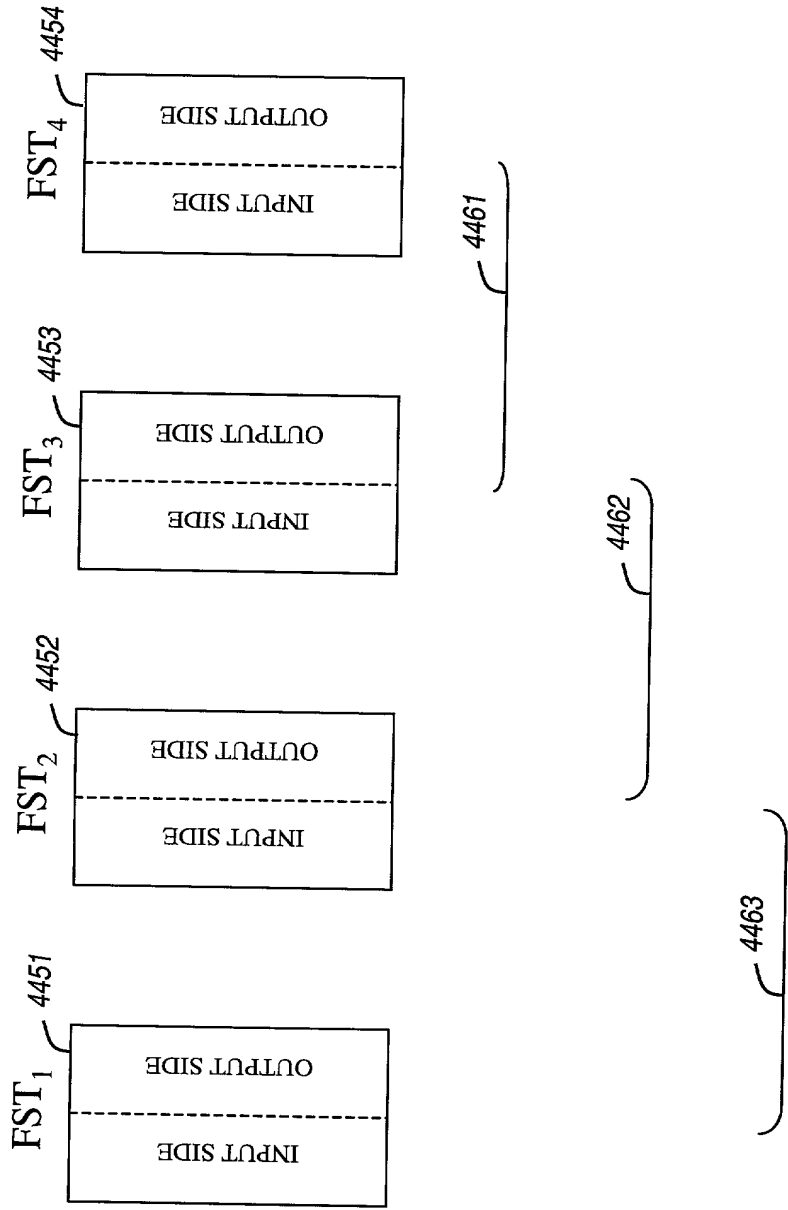 FST4
4454
INPUT SIDE
OUTPUT SIDE
FST3
4453
INPUT SIDE
OUTPUT SIDE
FST2
4452
INPUT SIDE
OUTPUT SIDE
FST1
4451
INPUT SIDE
OUTPUT SIDE
4461
4462
4463